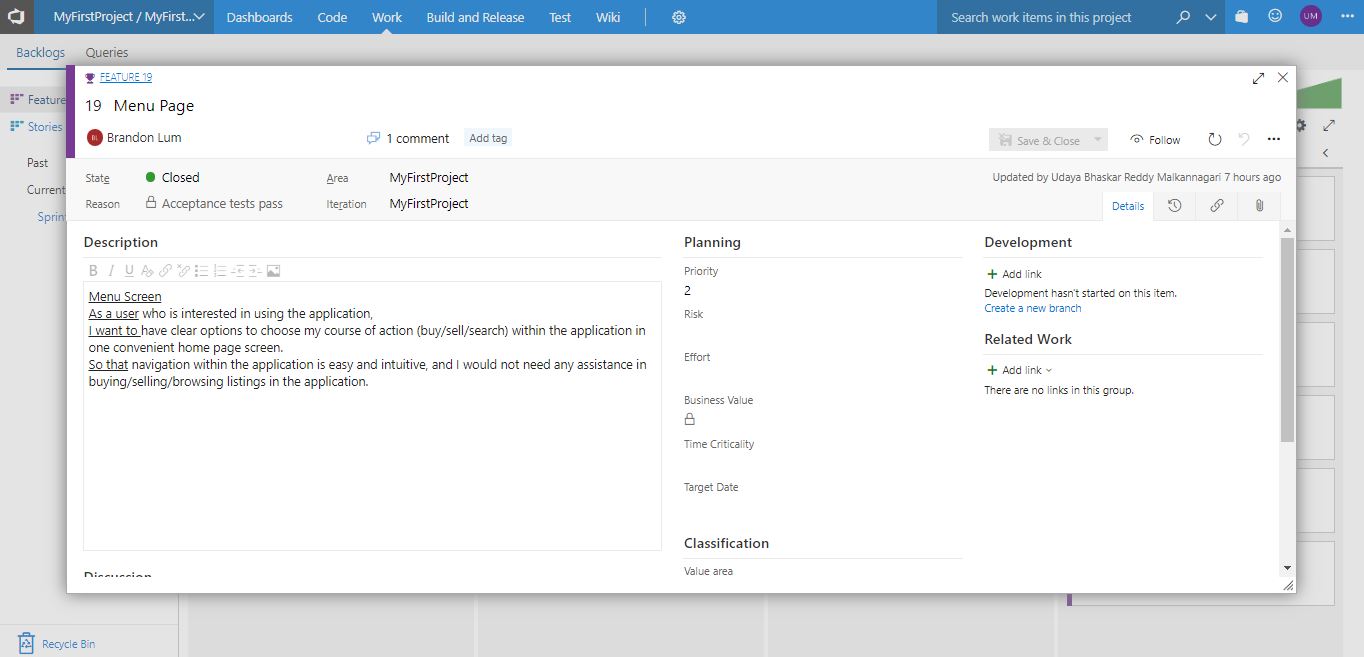 MyFirstProject / MyFirst... Dashboards Code Work Build and Release Test Wiki Search work items in this project UM
Backlogs Queries
FEATURE 19
Feature
Stories
Past
Current
Sprin
19 Menu Page
BL Brandon Lum 1 comment Add tag Save & Close Follow
State Closed Area MyFirstProject Updated by Udaya Bhaskar Reddy Malkannagari 7 hours ago
Reason Acceptance tests pass Iteration MyFirstProject Details
Description
B I U
Menu Screen
As a user who is interested in using the application,
I want to have clear options to choose my course of action (buy/sell/search) within the application in
one convenient home page screen.
So that navigation within the application is easy and intuitive, and I would not need any assistance in
buying/selling/browsing listings in the application.
Discussion
Planning
Priority
2
Risk
Effort
Business Value
Time Criticality
Target Date
Classification
Value area
Development
+ Add link
Development hasn't started on this item.
Create a new branch
Related Work
+ Add link
There are no links in this group.
Recycle Bin